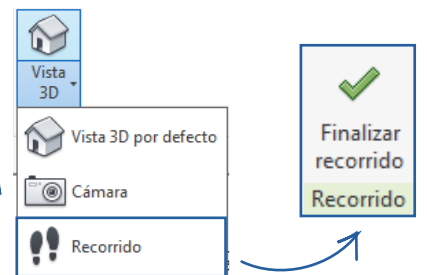 Vista
3D
Vista 3D por defecto
Cámara
Recorrido
Finalizar
recorrido
Recorrido